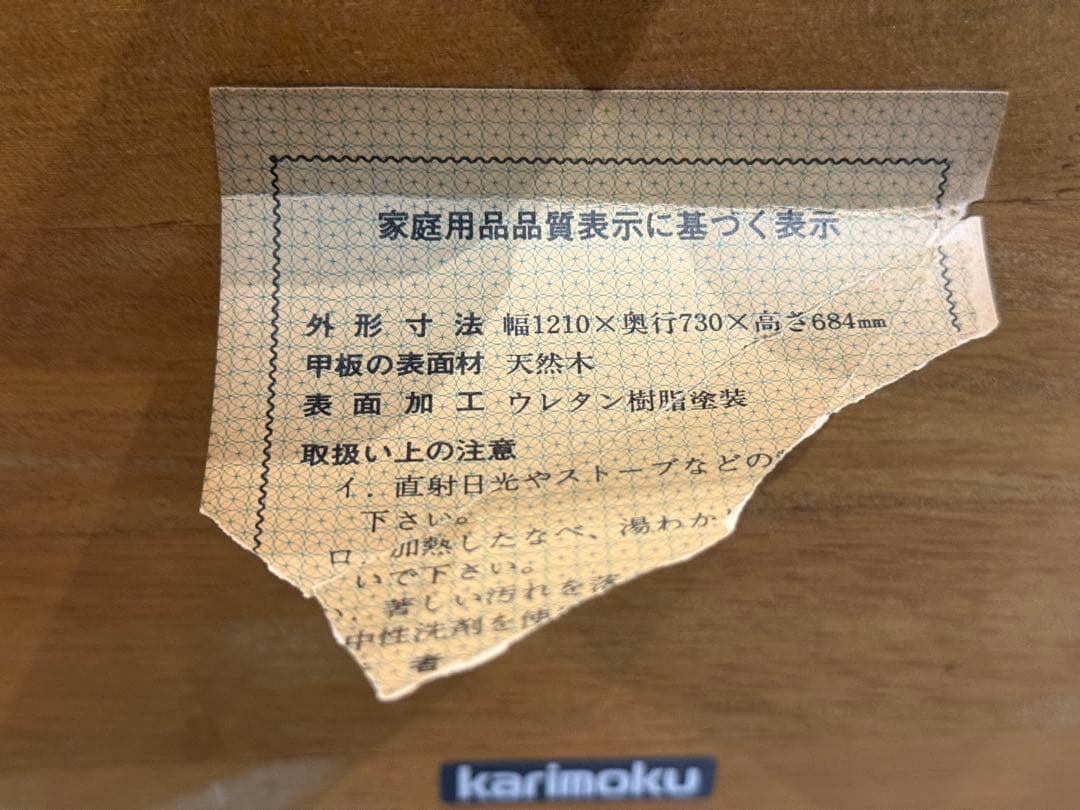 家庭用品品質表示に基づく表示
外形寸法 幅1210×奥行730×高さ684mm
甲板の表面材 天然木
表面加工 ウレタン樹脂塗装
取扱い上の注意
イ. 直射日光やストーブなどの
下さい。
ロ. 加熱したなべ、湯わか
いで下さい。
著しい汚れを落
中性洗剤を使
者
karimoku